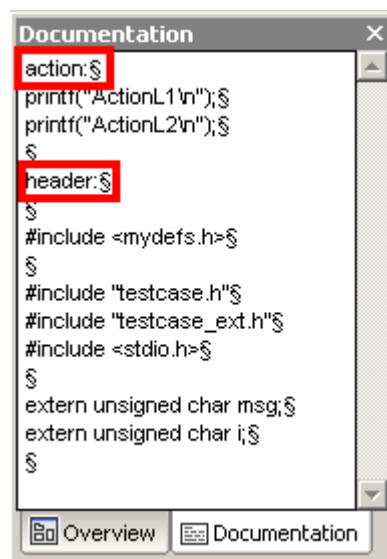 Documentation
action:§
printf("ActionL1\n");§
printf("ActionL2\n");§
§
header:§
§
#include <mydefs.h>§
§
#include "testcase.h"§
#include "testcase_ext.h"§
#include <stdio.h>§
§
extern unsigned char msg;§
extern unsigned char i;§
§
Overview Documentation